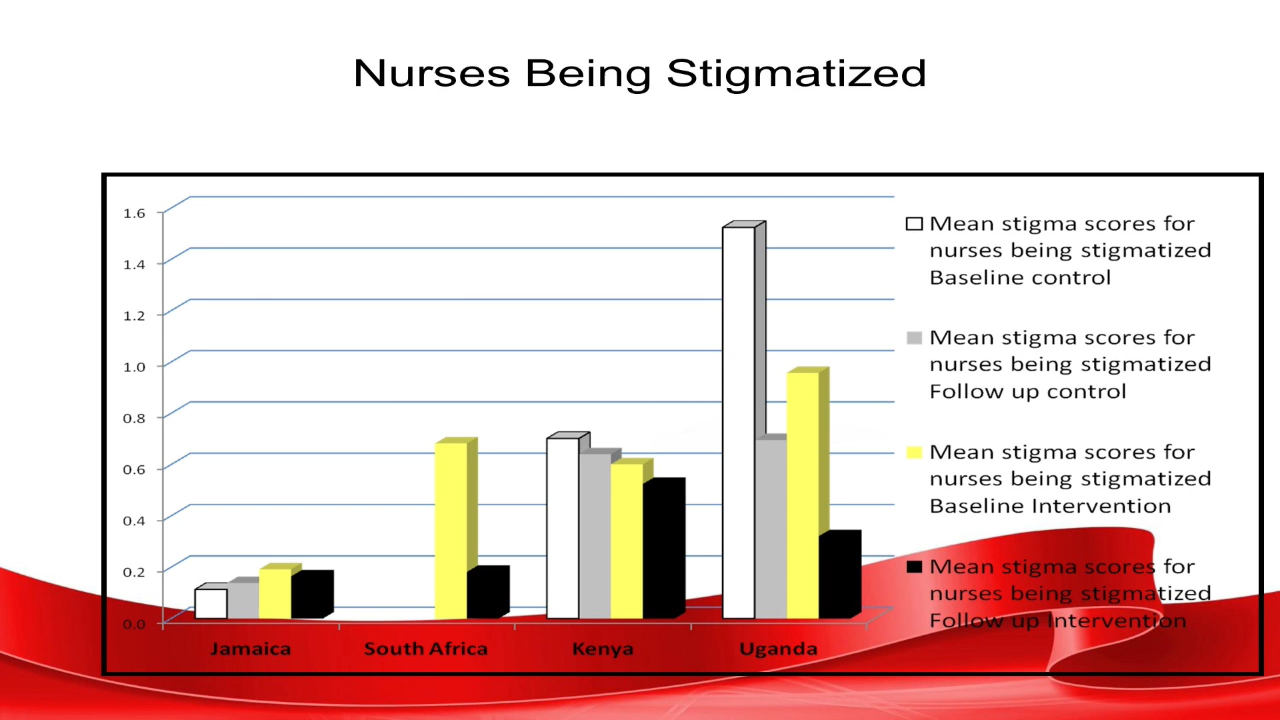 Nurses Being Stigmatized
1.6
1.4
1.2
1.0
0.8
0.6
0.4
0.2
0.0
Jamaica
South Africa
Kenya
Uganda
Mean stigma scores for
nurses being stigmatized
Baseline control
Mean stigma scores for
nurses being stigmatized
Follow up control
Mean stigma scores for
nurses being stigmatized
Baseline Intervention
Mean stigma scores for
nurses being stigmatized
Follow up Intervention